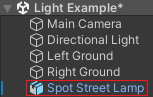 Light Example*
Main Camera
Directional Light
Left Ground
Right Ground
Spot Street Lamp